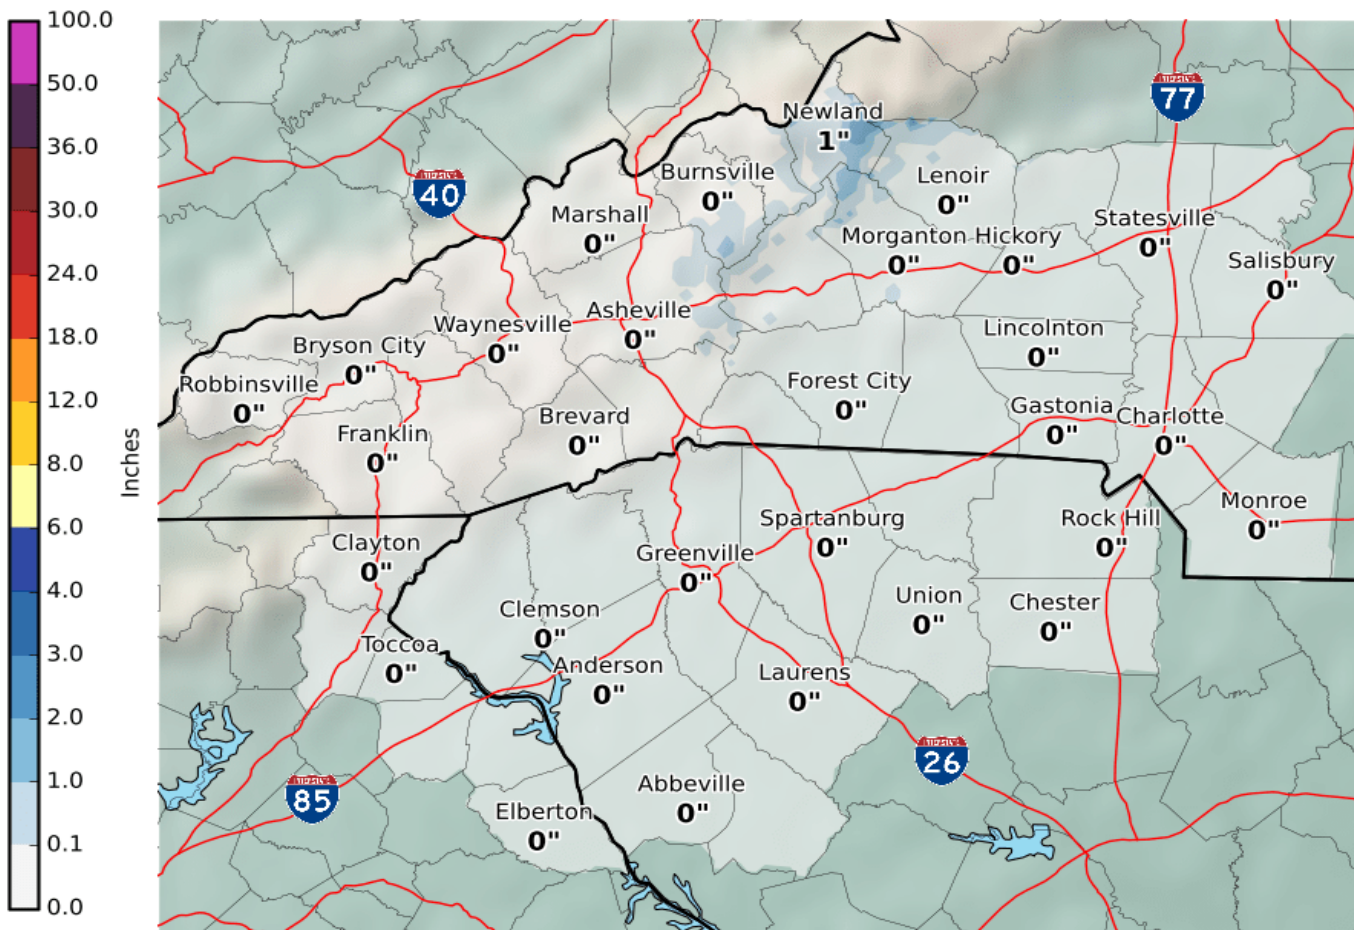 100.0
50.0
36.0
30.0
24.0
18.0
12.0
8.0
6.0
4.0
3.0
2.0
1.0
0.1
0.0
Inches
77
Newland
1"
40
Burnsville
0"
Lenoir
0"
Marshall
0"
Statesville
0"
Morganton
0"
Hickory
0"
Salisbury
0"
Asheville
0"
Waynesville
0"
Lincolnton
0"
Bryson City
0"
Robbinsville
0"
Forest City
0"
Brevard
0"
Gastonia
0"
Charlotte
0"
Franklin
0"
Monroe
0"
Spartanburg
0"
Rock Hill
0"
Clayton
0"
Greenville
0"
Union
0"
Clemson
0"
Chester
0"
Toccoa
0"
Anderson
0"
Laurens
0"
26
85
Abbeville
0"
Elberton
0"